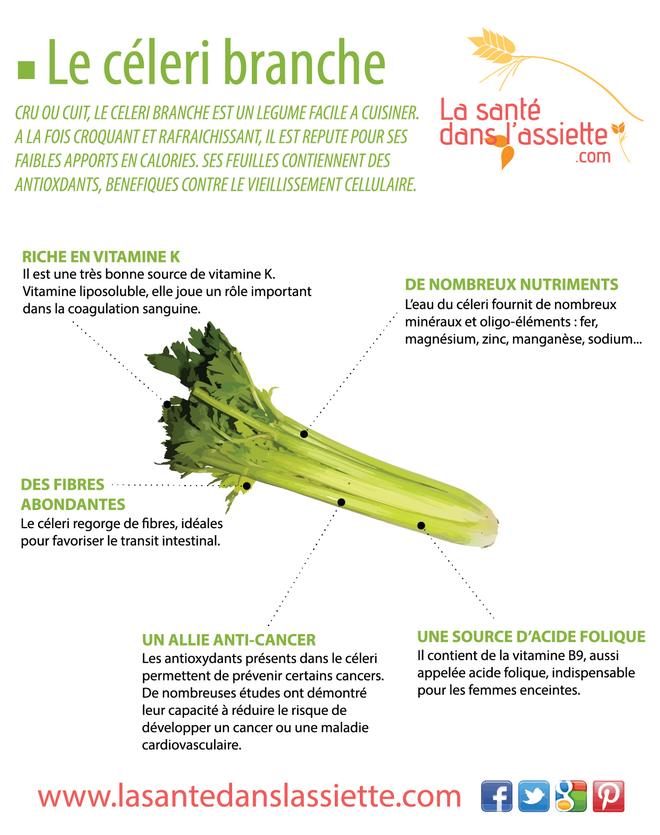 Le céleri branche
CRU OU CUIT, LE CELERI BRANCHE EST UN LEGUME FACILE A CUISINER.
A LA FOIS CROQUANT ET RAFRAICHISSANT, IL EST REPUTE POUR SES
FAIBLES APPORTS EN CALORIES. SES FEUILLES CONTIENNENT DES
ANTIOXDANTS, BENEFIQUES CONTRE LE VIEILLISSEMENT CELLULAIRE.
La santé
dans l'assiette
.com
RICHE EN VITAMINE K
Il est une très bonne source de vitamine K.
Vitamine liposoluble, elle joue un rôle important
dans la coagulation sanguine.
DE NOMBREUX NUTRIMENTS
L'eau du céleri fournit de nombreux
minéraux et oligo-éléments : fer,
magnésium, zinc, manganèse, sodium...
DES FIBRES
ABONDANTES
Le céleri regorge de fibres, idéales
pour favoriser le transit intestinal.
UN ALLIE ANTI-CANCER
Les antioxydants présents dans le céleri
permettent de prévenir certains cancers.
De nombreuses études ont démontré
leur capacité à réduire le risque de
développer un cancer ou une maladie
cardiovasculaire.
UNE SOURCE D'ACIDE FOLIQUE
Il contient de la vitamine B9, aussi
appelée acide folique, indispensable
pour les femmes enceintes.
www.lasantedanslassiette.com